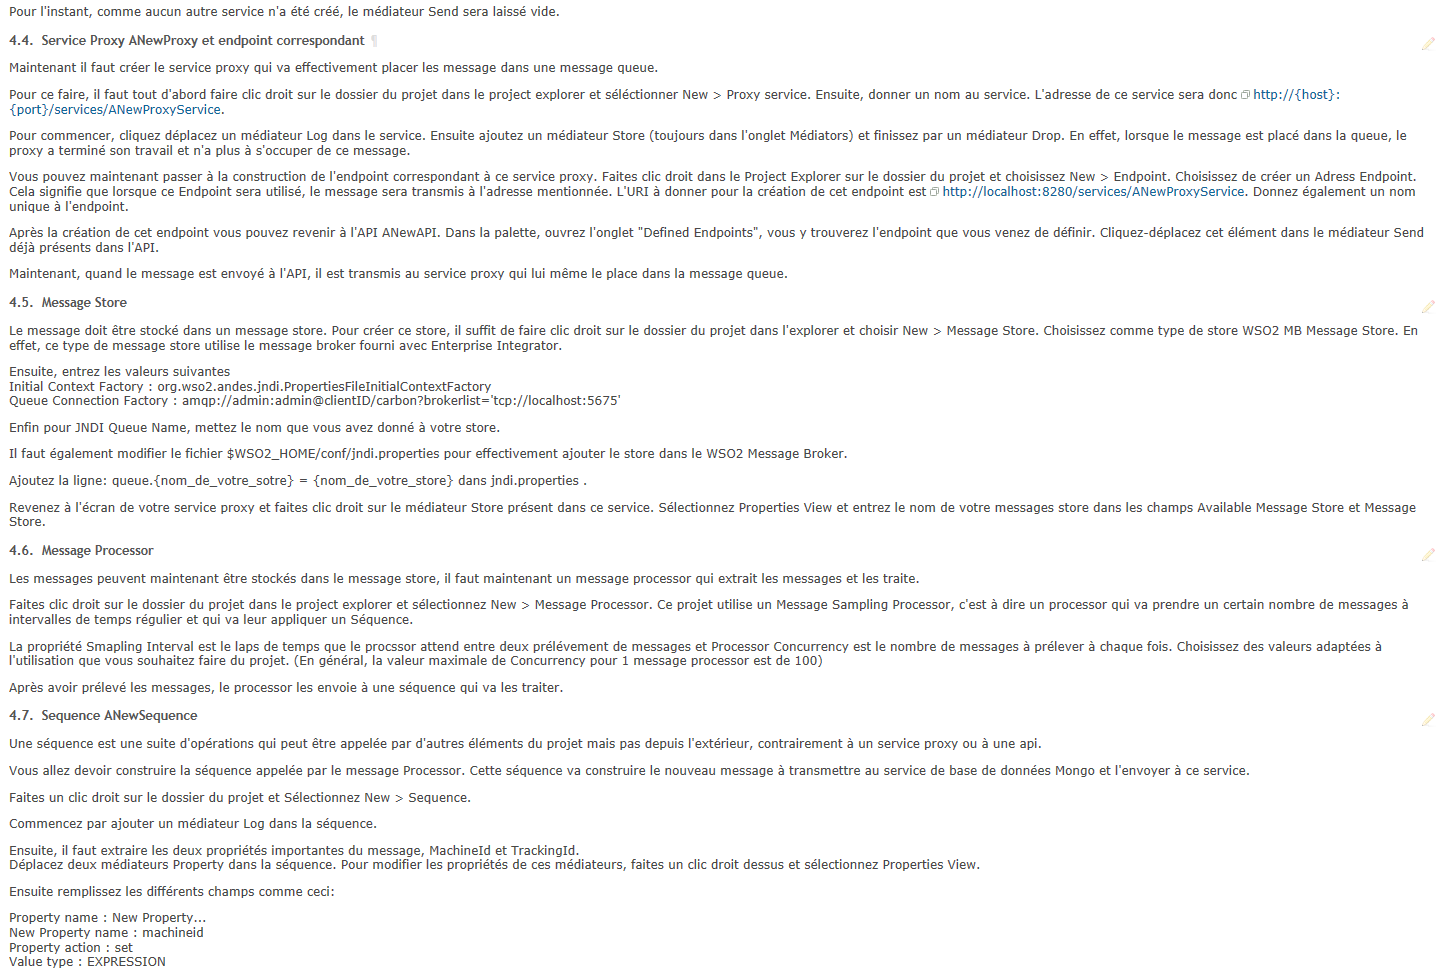 Pour l'instant, comme aucun autre service n'a été créé, le médiateur Send sera laissé vide.
4.4. Service Proxy ANewProxy et endpoint correspondant ¶
Maintenant il faut créer le service proxy qui va effectivement placer les message dans une message queue.
Pour ce faire, il faut tout d'abord faire clic droit sur le dossier du projet dans le project explorer et séléctionner New > Proxy service. Ensuite, donner un nom au service. L'adresse de ce service sera donc http://{host}:
{port}/services/ANewProxyService.
Pour commencer, cliquez déplacez un médiateur Log dans le service. Ensuite ajoutez un médiateur Store (toujours dans l'onglet Médiators) et finissez par un médiateur Drop. En effet, lorsque le message est placé dans la queue, le
proxy a terminé son travail et n'a plus à s'occuper de ce message.
Vous pouvez maintenant passer à la construction de l'endpoint correspondant à ce service proxy. Faites clic droit dans le Project Explorer sur le dossier du projet et choisissez New > Endpoint. Choisissez de créer un Adress Endpoint.
Cela signifie que lorsque ce Endpoint sera utilisé, le message sera transmis à l'adresse mentionnée. L'URI à donner pour la création de cet endpoint est http://localhost:8280/services/ANewProxyService. Donnez également un nom
unique à l'endpoint.
Après la création de cet endpoint vous pouvez revenir à l'API ANewAPI. Dans la palette, ouvrez l'onglet "Defined Endpoints", vous y trouverez l'endpoint que vous venez de définir. Cliquez-déplacez cet élément dans le médiateur Send
déjà présents dans l'API.
Maintenant, quand le message est envoyé à l'API, il est transmis au service proxy qui lui même le place dans la message queue.
4.5. Message Store
Le message doit être stocké dans un message store. Pour créer ce store, il suffit de faire clic droit sur le dossier du projet dans l'explorer et choisir New > Message Store. Choisissez comme type de store WSO2 MB Message Store. En
effet, ce type de message store utilise le message broker fourni avec Enterprise Integrator.
Ensuite, entrez les valeurs suivantes
Initial Context Factory : org.wso2.andes.jndi.PropertiesFileInitialContextFactory
Queue Connection Factory : amqp://admin:admin@clientID/carbon?brokerlist='tcp://localhost:5675'
Enfin pour JNDI Queue Name, mettez le nom que vous avez donné à votre store.
Il faut également modifier le fichier $WSO2_HOME/conf/jndi.properties pour effectivement ajouter le store dans le WSO2 Message Broker.
Ajoutez la ligne: queue.{nom_de_votre_sotre} = {nom_de_votre_store} dans jndi.properties .
Revenez à l'écran de votre service proxy et faites clic droit sur le médiateur Store présent dans ce service. Sélectionnez Properties View et entrez le nom de votre messages store dans les champs Available Message Store et Message
Store.
4.6. Message Processor
Les messages peuvent maintenant être stockés dans le message store, il faut maintenant un message processor qui extrait les messages et les traite.
Faites clic droit sur le dossier du projet dans le project explorer et sélectionnez New > Message Processor. Ce projet utilise un Message Sampling Processor, c'est à dire un processor qui va prendre un certain nombre de messages à
intervalles de temps régulier et qui va leur appliquer un Séquence.
La propriété Smapling Interval est le laps de temps que le procssor attend entre deux prélévement de messages et Processor Concurrency est le nombre de messages à prélever à chaque fois. Choisissez des valeurs adaptées à
l'utilisation que vous souhaitez faire du projet. (En général, la valeur maximale de Concurrency pour 1 message processor est de 100)
Après avoir prélevé les messages, le processor les envoie à une séquence qui va les traiter.
4.7. Sequence ANewSequence
Une séquence est une suite d'opérations qui peut être appelée par d'autres éléments du projet mais pas depuis l'extérieur, contrairement à un service proxy ou à une api.
Vous allez devoir construire la séquence appelée par le message Processor. Cette séquence va construire le nouveau message à transmettre au service de base de données Mongo et l'envoyer à ce service.
Faites un clic droit sur le dossier du projet et Sélectionnez New > Sequence.
Commencez par ajouter un médiateur Log dans la séquence.
Ensuite, il faut extraire les deux propriétés importantes du message, MachineId et TrackingId.
Déplacez deux médiateurs Property dans la séquence. Pour modifier les propriétés de ces médiateurs, faites un clic droit dessus et sélectionnez Properties View.
Ensuite remplissez les différents champs comme ceci:
Property name : New Property...
New Property name : machineid
Property action : set
Value type : EXPRESSION